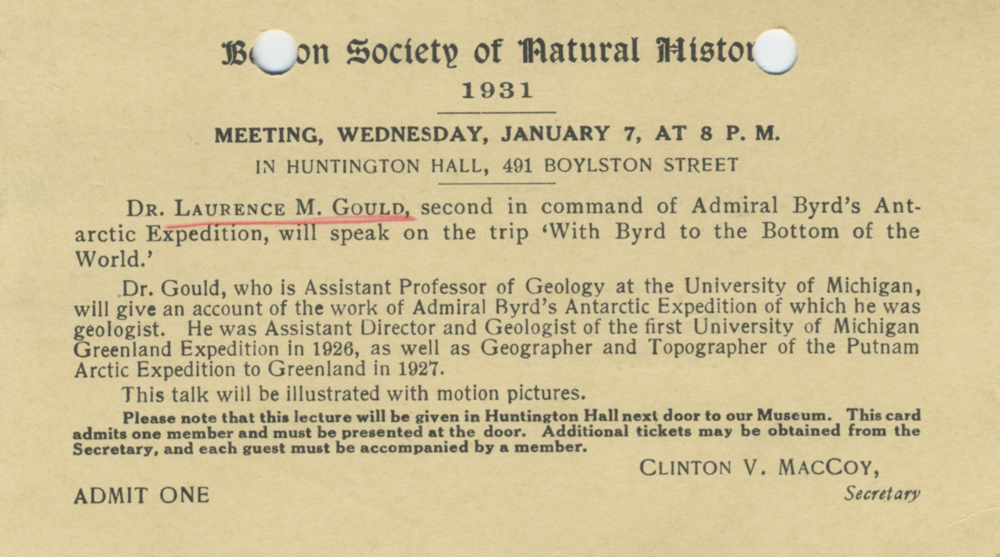 Boston Society of Natural History
1931
MEETING, WEDNESDAY, JANUARY 7, AT 8 P. M.
IN HUNTINGTON HALL, 491 BOYLSTON STREET
DR. LAURENCE M. GOULD, second in command of Admiral Byrd's Ant-
arctic Expedition, will speak on the trip 'With Byrd to the Bottom of the
World.'
Dr. Gould, who is Assistant Professor of Geology at the University of Michigan,
will give an account of the work of Admiral Byrd's Antarctic Expedition of which he was
geologist. He was Assistant Director and Geologist of the first University of Michigan
Greenland Expedition in 1926, as well as Geographer and Topographer of the Putnam
Arctic Expedition to Greenland in 1927.
This talk will be illustrated with motion pictures.
Please note that this lecture will be given in Huntington Hall next door to our Museum. This card
admits one member and must be presented at the door. Additional tickets may be obtained from the
Secretary, and each guest must be accompanied by a member.
CLINTON V. MACCOY,
ADMIT ONE Secretary